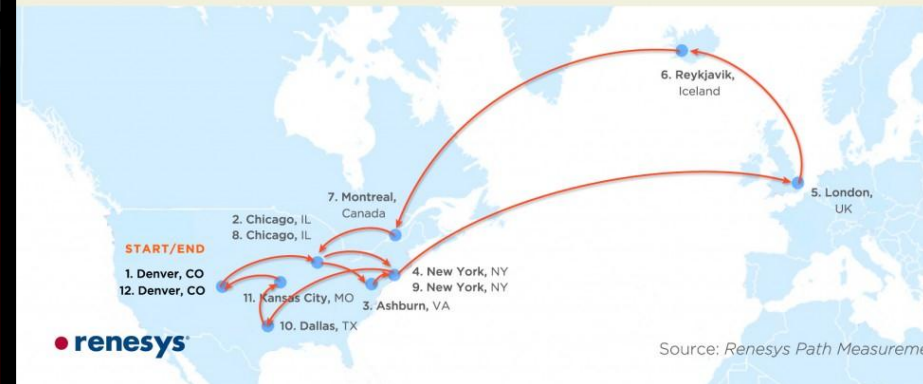 6. Reykjavik,
Iceland
7. Montreal,
Canada
5. London,
UK
2. Chicago, IL
8. Chicago, IL
START/END
1. Denver, CO
12. Denver, CO
4. New York, NY
9. New York, NY
11. Kansas City, MO
3. Ashburn, VA
10. Dallas, TX
renesys
Source: Renesys Path Measureme